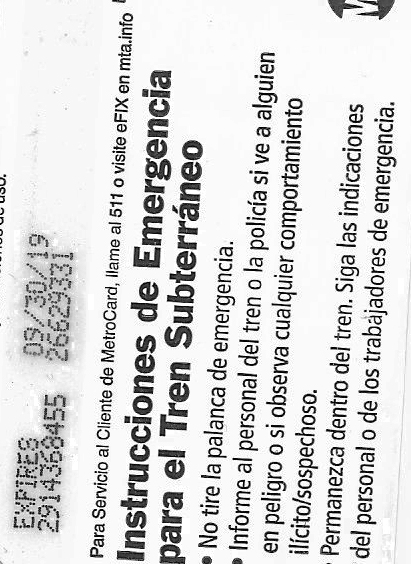 EXPIRES 09/30/19
2914368455 26629331
Para Servicio al Cliente de MetroCard, llame al 511 o visite eFIX en mta.info
Instrucciones de Emergencia
para el Tren Subterráneo
• No tire la palanca de emergencia.
• Informe al personal del tren o la policía si ve a alguien
en peligro o si observa cualquier comportamiento
ilícito/sospechoso.
• Permanezca dentro del tren. Siga las indicaciones
del personal o de los trabajadores de emergencia.